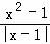 x² − 1
|x − 1|